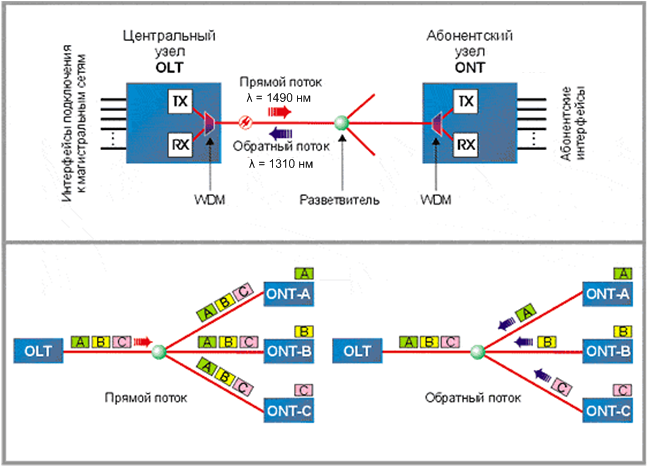 Центральный
узел
OLT
Абонентский
узел
ONT
Интерфейсы подключения
к магистральным сетям
TX
RX
Прямой поток
λ = 1490 нм
Обратный поток
λ = 1310 нм
TX
RX
Абонентские
интерфейсы
WDM
Разветвитель
WDM
OLT
A B C
A B C
A B C
A B C
A
ONT-A
B
ONT-B
C
ONT-C
Прямой поток
OLT
A B C
A
B
C
A
ONT-A
B
ONT-B
C
ONT-C
Обратный поток